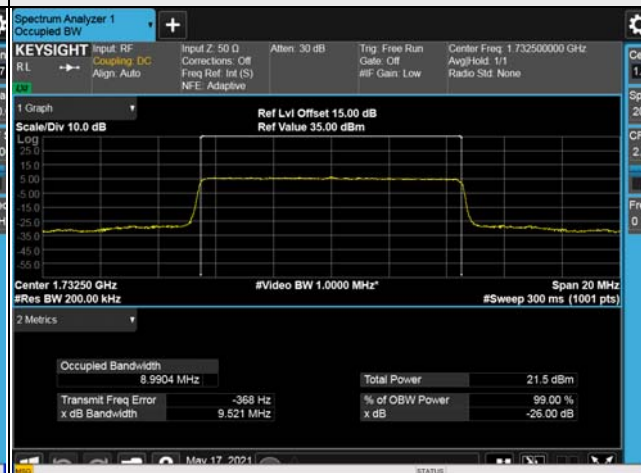 Spectrum Analyzer 1
Occupied BW
+
KEYSIGHT
RL
Input: RF
Coupling: DC
Align: Auto
Input Z: 50 Ω
Corrections: Off
Freq Ref: Int (S)
NFE: Adaptive
Atten: 30 dB
Trig: Free Run
Gate: Off
#IF Gain: Low
Center Freq: 1.732500000 GHz
Avg|Hold: 1/1
Radio Std: None
1 Graph
Scale/Div 10.0 dB
Ref Lvl Offset 15.00 dB
Ref Value 35.00 dBm
Log
25.0
15.0
5.00
-5.00
-15.0
-25.0
-35.0
-45.0
-55.0
Center 1.73250 GHz
#Res BW 200.00 kHz
#Video BW 1.0000 MHz*
Span 20 MHz
#Sweep 300 ms (1001 pts)
2 Metrics
Occupied Bandwidth
8.9904 MHz
Transmit Freq Error -368 Hz
x dB Bandwidth 9.521 MHz
Total Power 21.5 dBm
% of OBW Power 99.00 %
x dB -26.00 dB
May 17, 2021
MSG
STATUS